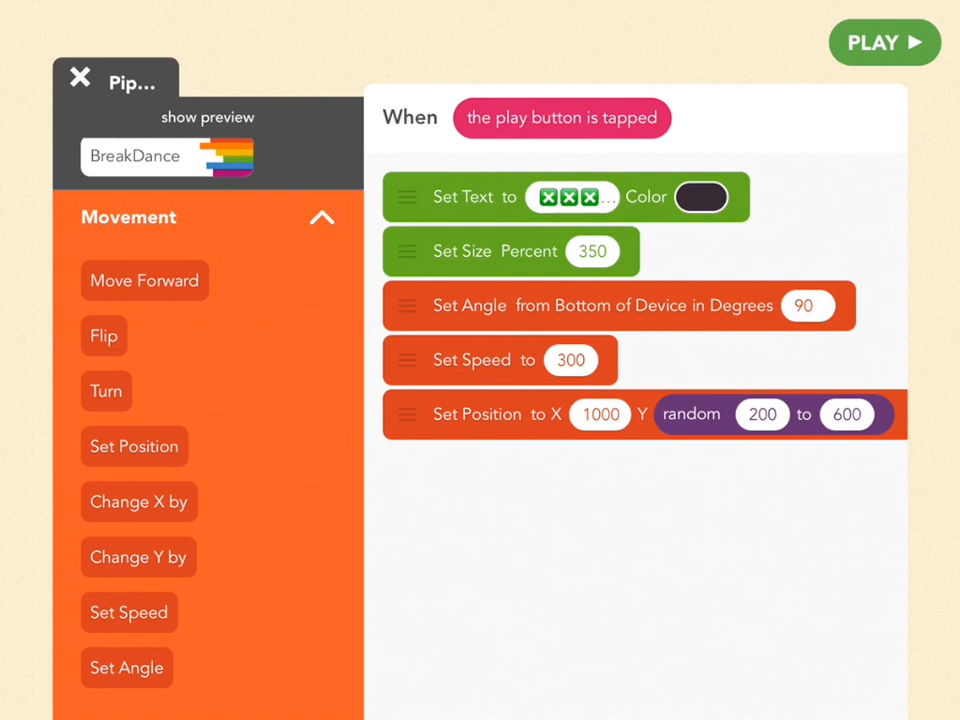 PLAY
Pip...
show preview
BreakDance
Movement
Move Forward
Flip
Turn
Set Position
Change X by
Change Y by
Set Speed
Set Angle
When the play button is tapped
Set Text to ❎❎❎... Color
Set Size Percent 350
Set Angle from Bottom of Device in Degrees 90
Set Speed to 300
Set Position to X 1000 Y random 200 to 600